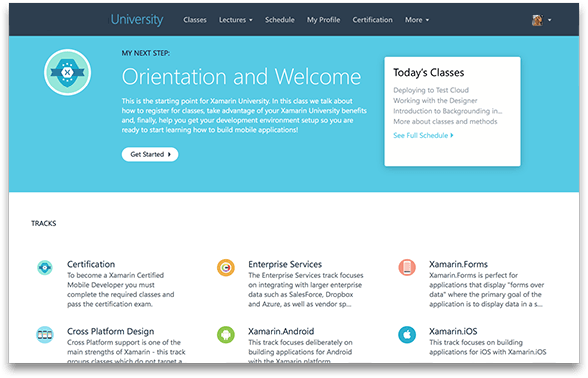 University Classes Lectures Schedule My Profile Certification More
MY NEXT STEP:
Orientation and Welcome
This is the starting point for Xamarin University. In this class we talk about
how to register for classes, take advantage of your Xamarin University benefits
and, finally, help you get your development environment setup so you are
ready to start learning how to build mobile applications!
Get Started
Today's Classes
Deploying to Test Cloud
Working with the Designer
Introduction to Backgrounding in...
More about classes and methods
See Full Schedule
TRACKS
Certification
To become a Xamarin Certified
Mobile Developer you must
complete the required classes and
pass the certification exam.
Enterprise Services
The Enterprise Services track focuses
on integrating with larger enterprise
data such as SalesForce, Dropbox
and Azure, as well as vendor sp...
Xamarin.Forms
Xamarin.Forms is perfect for
applications that display "forms over
data" where the primary goal of the
application is to display data in a s...
Cross Platform Design
Cross Platform support is one of the
main strengths of Xamarin - this track
groups classes which do not target a
Xamarin.Android
This track focuses deliberately on
building applications for Android
with the Xamarin platform
Xamarin.iOS
This track focuses on building
applications for iOS with Xamarin.iOS